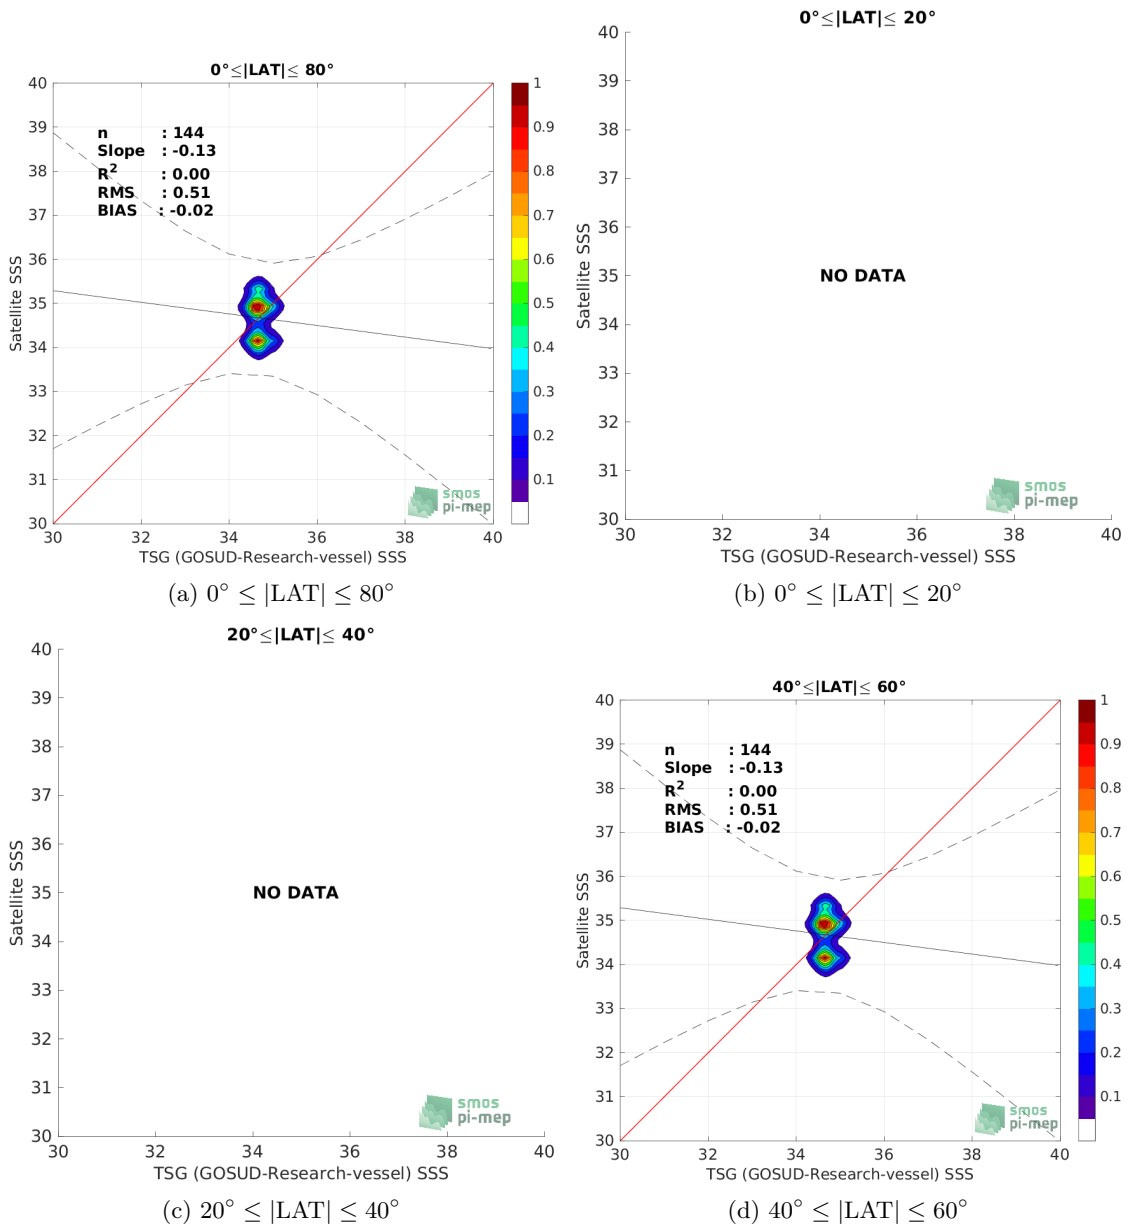 0°≤|LAT|≤ 80°
n : 144
Slope : -0.13
R² : 0.00
RMS : 0.51
BIAS : -0.02
Satellite SSS
40
39
38
37
36
35
34
33
32
31
30
30 32 34 36 38 40
TSG (GOSUD-Research-vessel) SSS
1
0.9
0.8
0.7
0.6
0.5
0.4
0.3
0.2
0.1
smos
pi-mep
(a) 0° ≤ |LAT| ≤ 80°
0°≤|LAT|≤ 20°
Satellite SSS
40
39
38
37
36
35
34
33
32
31
30
NO DATA
smos
pi-mep
30 32 34 36 38 40
TSG (GOSUD-Research-vessel) SSS
(b) 0° ≤ |LAT| ≤ 20°
20°≤|LAT|≤ 40°
Satellite SSS
40
39
38
37
36
35
34
33
32
31
30
NO DATA
smos
pi-mep
30 32 34 36 38 40
TSG (GOSUD-Research-vessel) SSS
(c) 20° ≤ |LAT| ≤ 40°
40°≤|LAT|≤ 60°
n : 144
Slope : -0.13
R² : 0.00
RMS : 0.51
BIAS : -0.02
Satellite SSS
40
39
38
37
36
35
34
33
32
31
30
30 32 34 36 38 40
TSG (GOSUD-Research-vessel) SSS
1
0.9
0.8
0.7
0.6
0.5
0.4
0.3
0.2
0.1
smos
pi-mep
(d) 40° ≤ |LAT| ≤ 60°